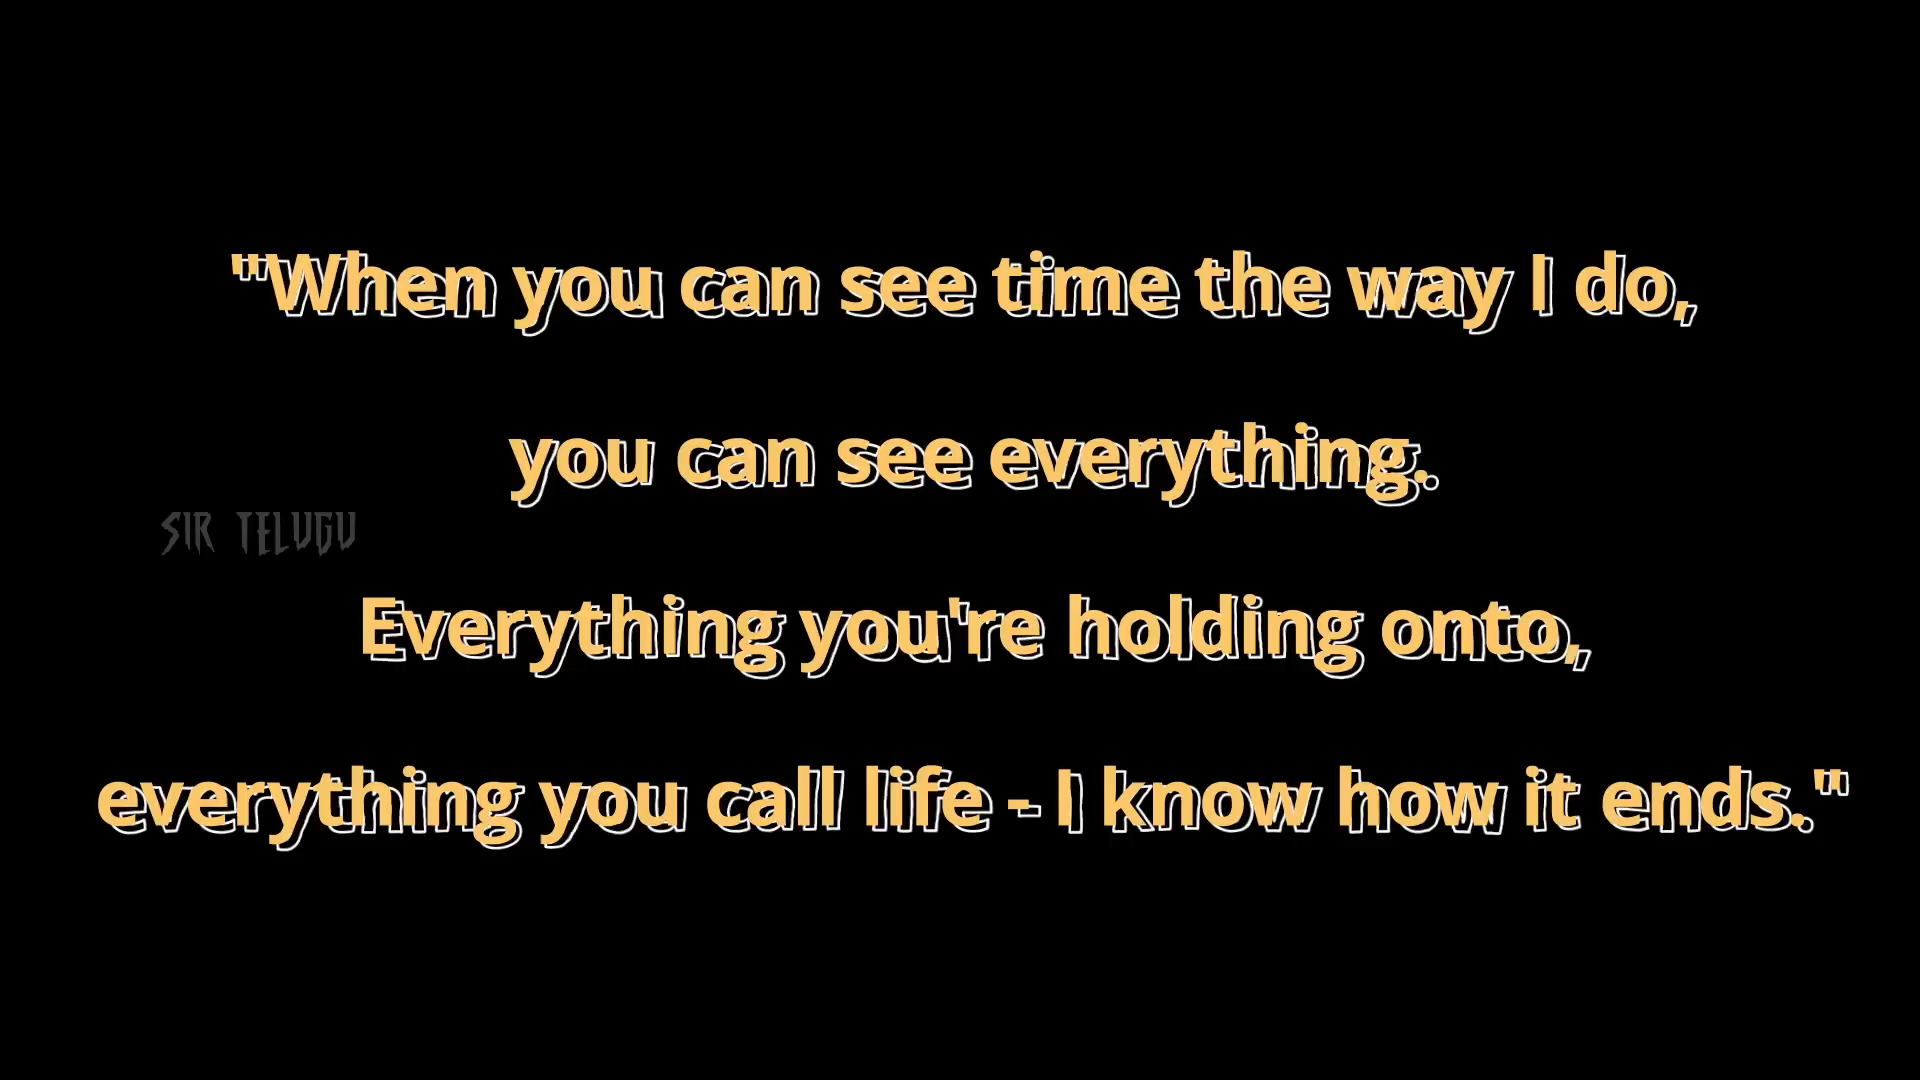 "When you can see time the way I do,
you can see everything.
SIR TELUGU
Everything you're holding onto,
everything you call life - I know how it ends."